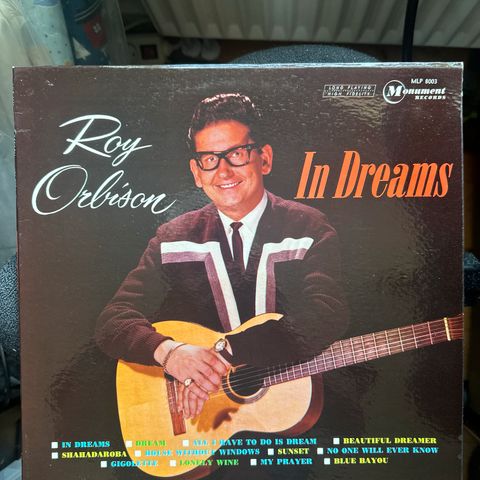 MLP 8003
LONG PLAYING
HIGH FIDELITY
Monument
RECORDS
Roy
Orbison
In Dreams
IN DREAMS DREAM ALL I HAVE TO DO IS DREAM BEAUTIFUL DREAMER
SHAHADAROBA HOUSE WITHOUT WINDOWS SUNSET NO ONE WILL EVER KNOW
GIGOLETTE LONELY WINE MY PRAYER BLUE BAYOU